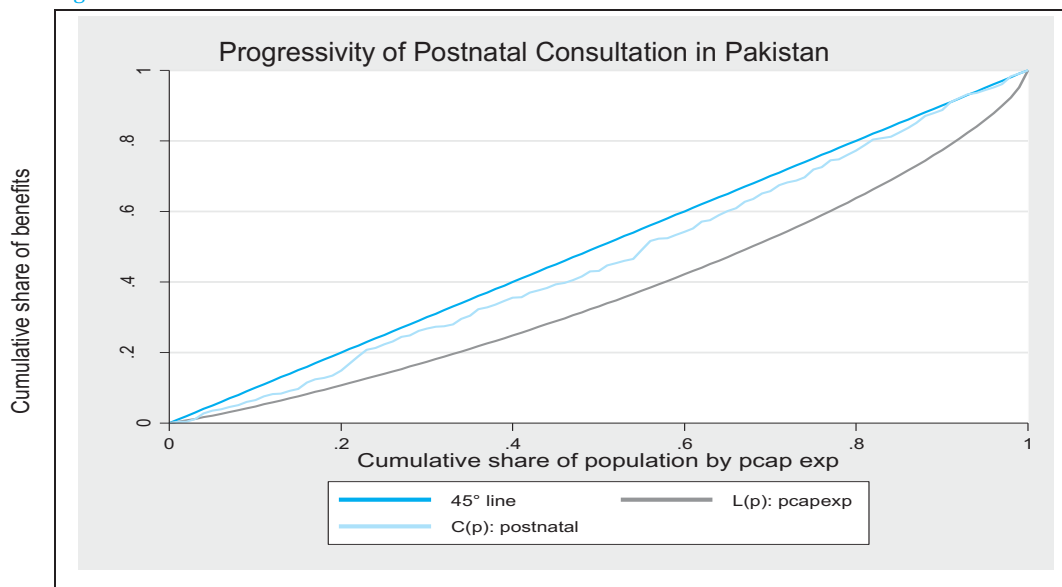 Progressivity of Postnatal Consultation in Pakistan
Cumulative share of benefits
1
.8
.6
.4
.2
0
0 .2 .4 .6 .8 1
Cumulative share of population by pcap exp
45° line L(p): pcapexp
C(p): postnatal